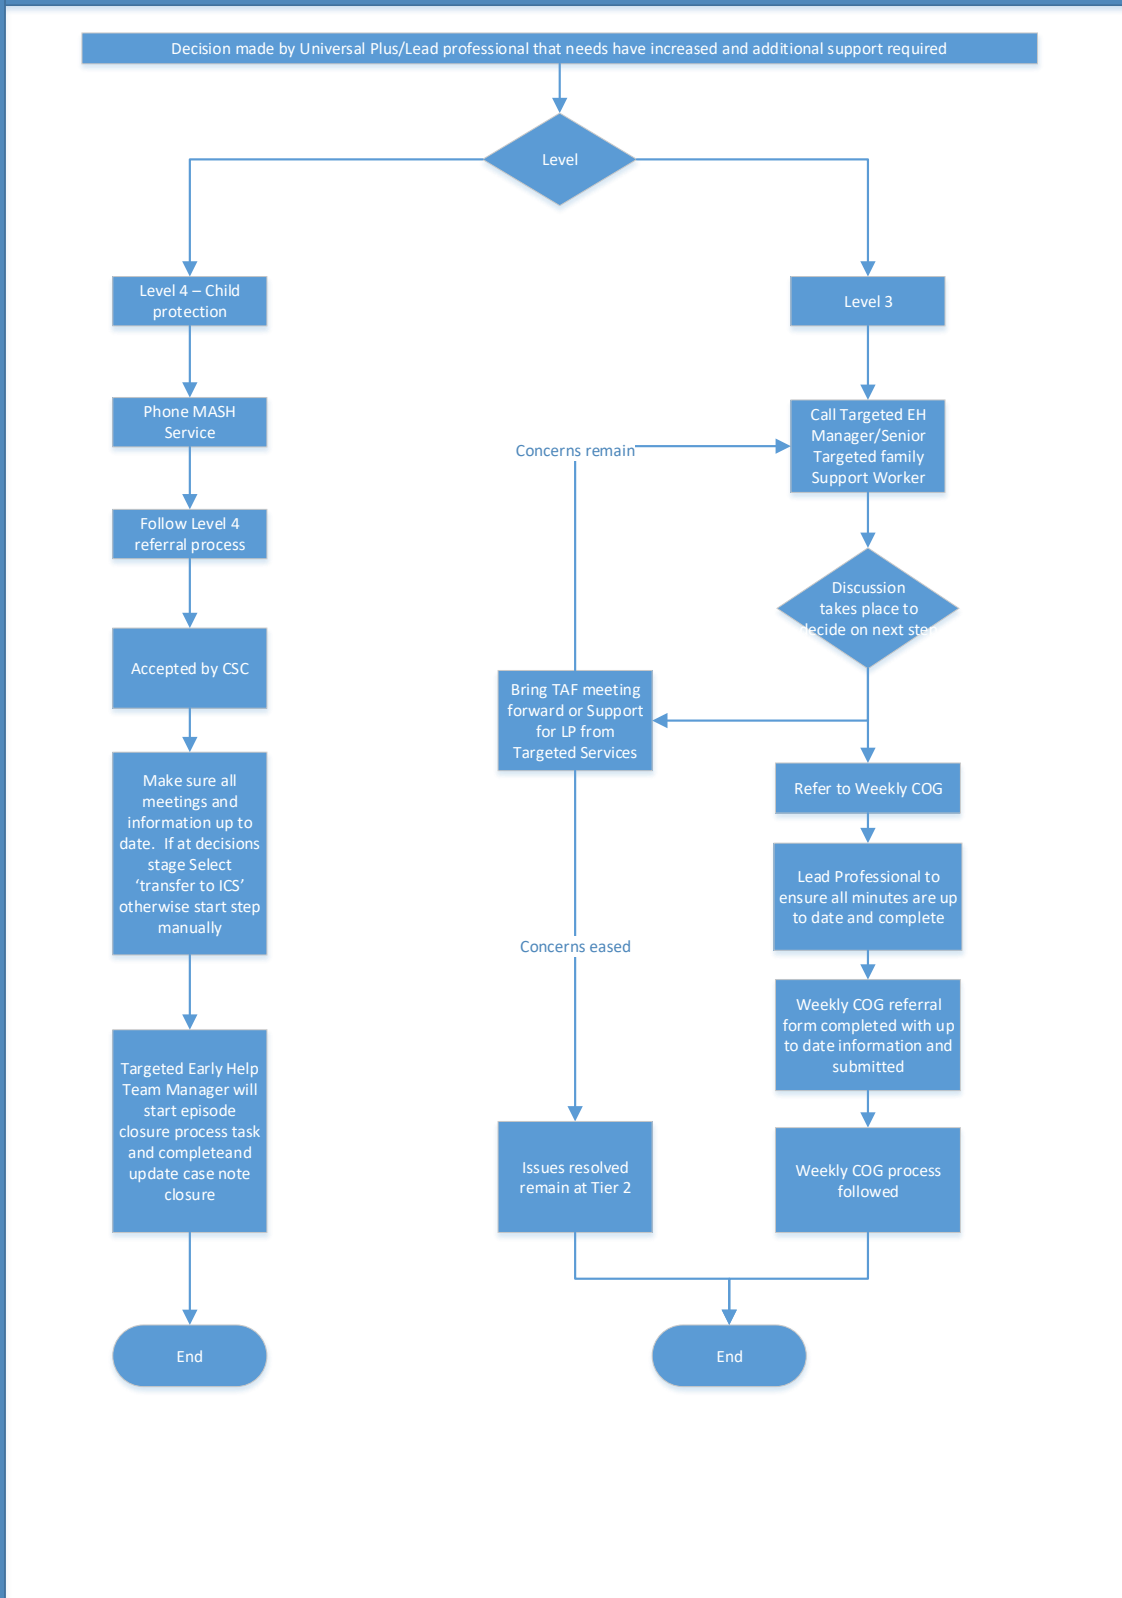 Decision made by Universal Plus/Lead professional that needs have increased and additional support required
Level
Level 4 – Child
protection
Phone MASH
Service
Follow Level 4
referral process
Accepted by CSC
Make sure all
meetings and
information up to
date.  If at decisions
stage Select
‘transfer to ICS’
otherwise start step
manually
Targeted Early Help
Team Manager will
start episode
closure process task
and completeand
update case note
closure
End
Level 3
Call Targeted EH
Manager/Senior
Targeted family
Support Worker
Concerns remain
Discussion
takes place to
decide on next step
Bring TAF meeting
forward or Support
for LP from
Targeted Services
Concerns eased
Issues resolved
remain at Tier 2
Refer to Weekly COG
Lead Professional to
ensure all minutes are up
to date and complete
Weekly COG referral
form completed with up
to date information and
submitted
Weekly COG process
followed
End